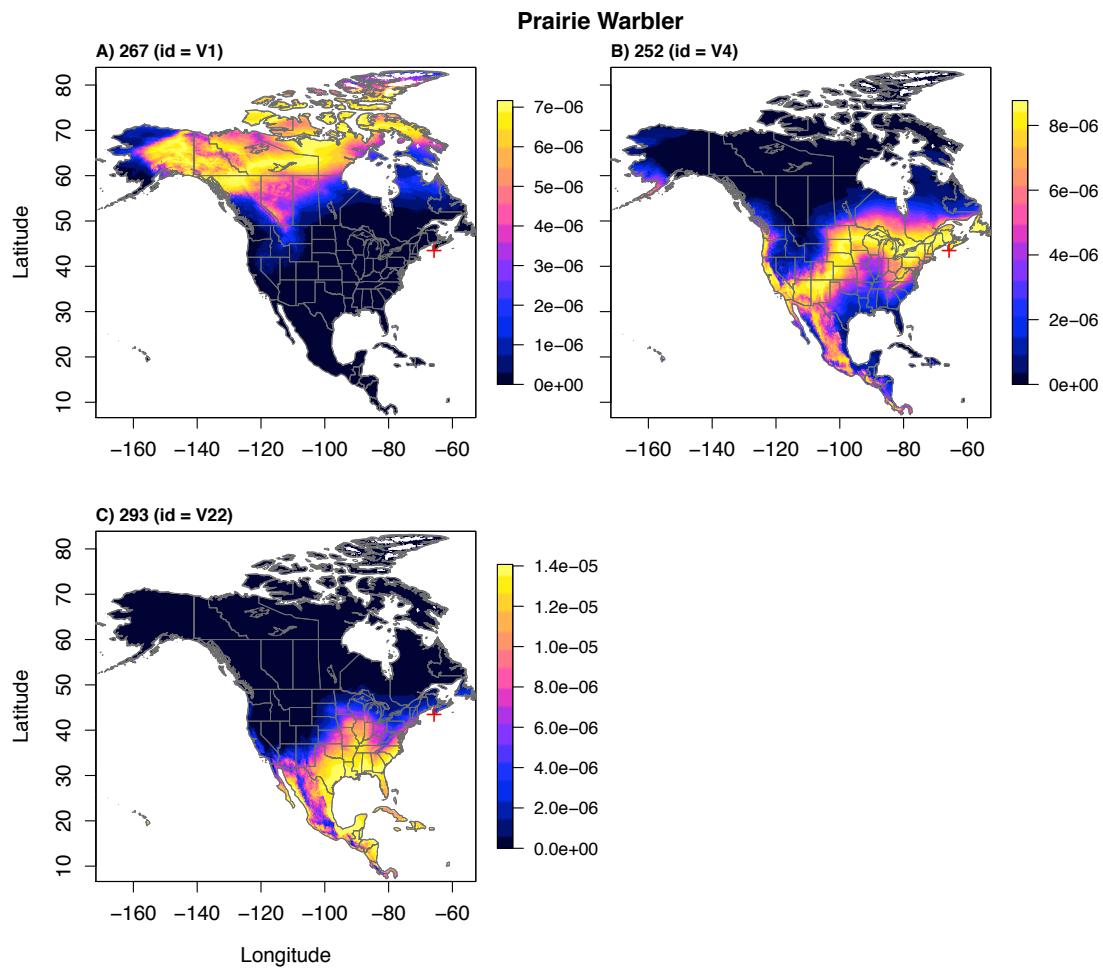 Prairie Warbler
A) 267 (id = V1)
B) 252 (id = V4)
Latitude
80
70
60
50
40
30
20
10
−160 −140 −120 −100 −80 −60
7e−06
6e−06
5e−06
4e−06
3e−06
2e−06
1e−06
0e+00
−160 −140 −120 −100 −80 −60
8e−06
6e−06
4e−06
2e−06
0e+00
C) 293 (id = V22)
Latitude
80
70
60
50
40
30
20
10
−160 −140 −120 −100 −80 −60
Longitude
1.4e−05
1.2e−05
1.0e−05
8.0e−06
6.0e−06
4.0e−06
2.0e−06
0.0e+00